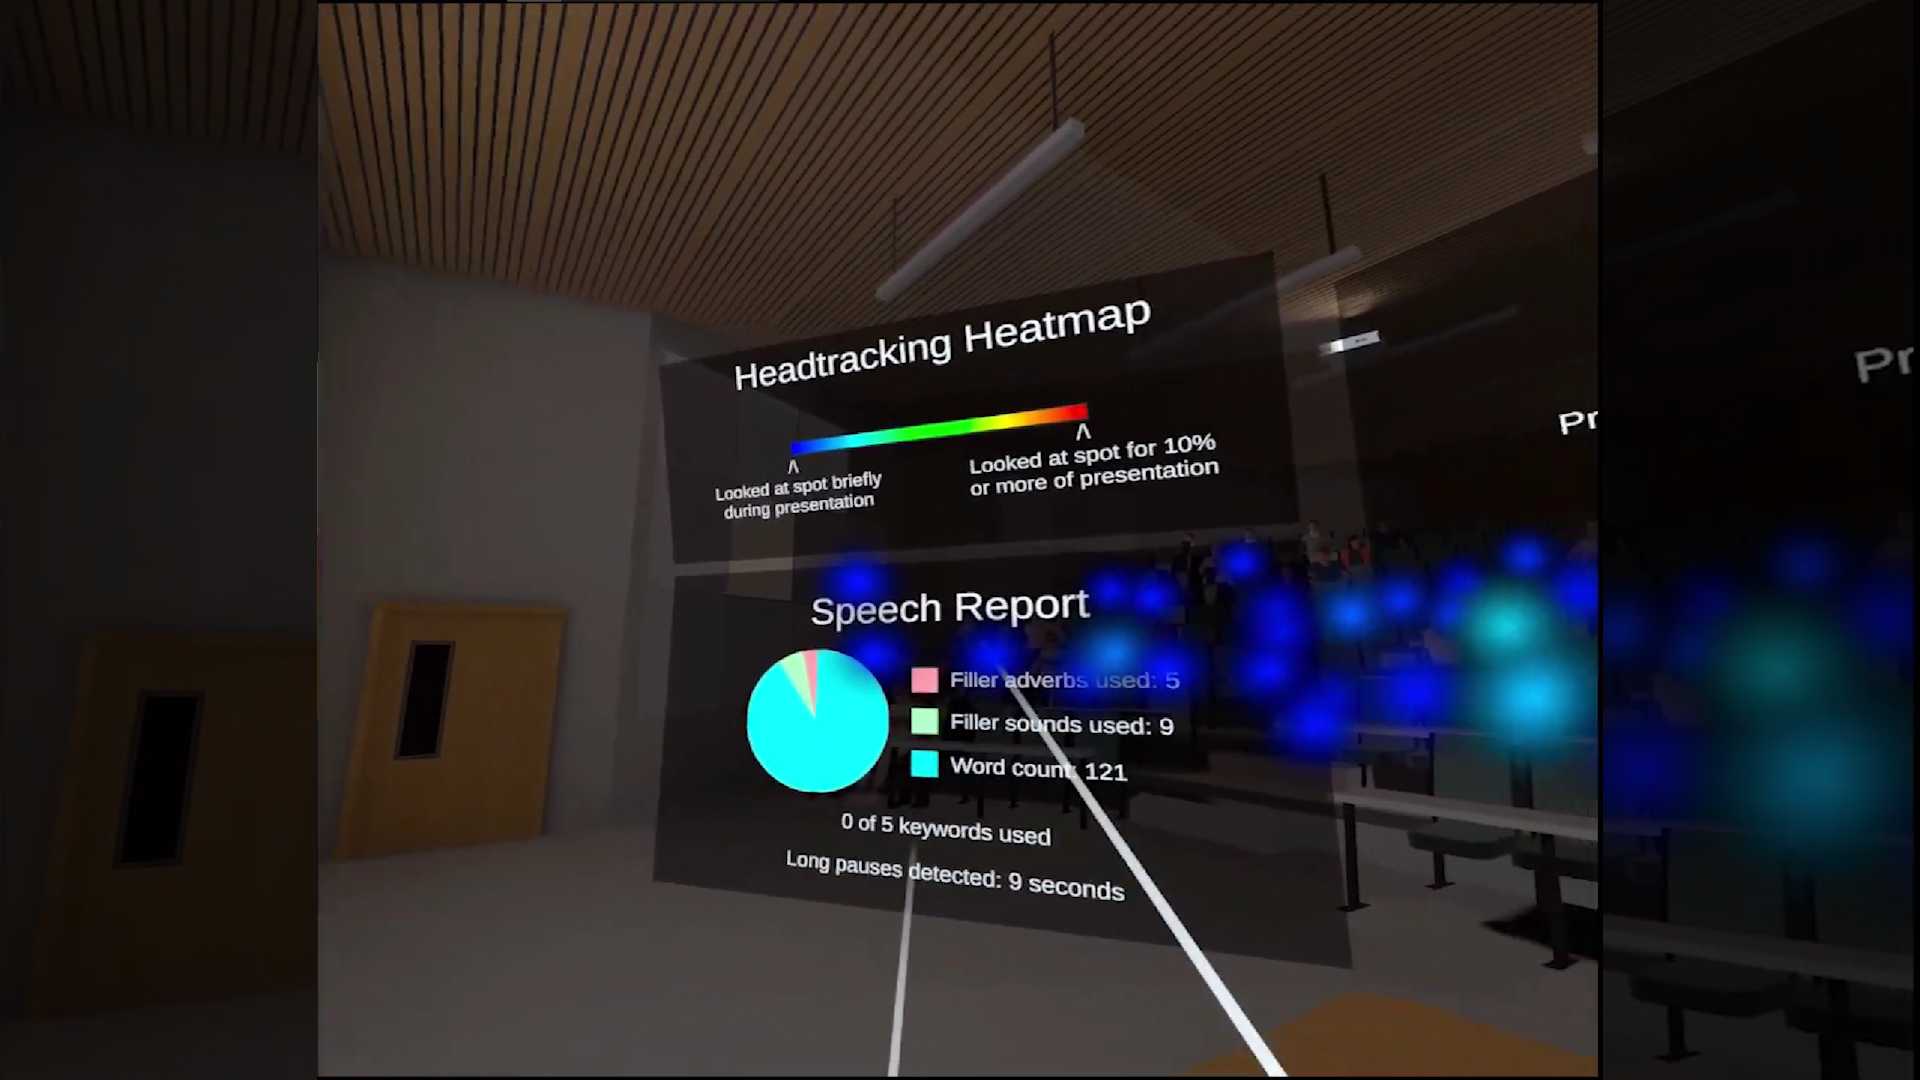 Headtracking Heatmap
Λ
Λ
Looked at spot briefly
during presentation
Looked at spot for 10%
or more of presentation
Speech Report
Filler adverbs used: 5
Filler sounds used: 9
Word count: 121
0 of 5 keywords used
Long pauses detected: 9 seconds
Pr
Pr